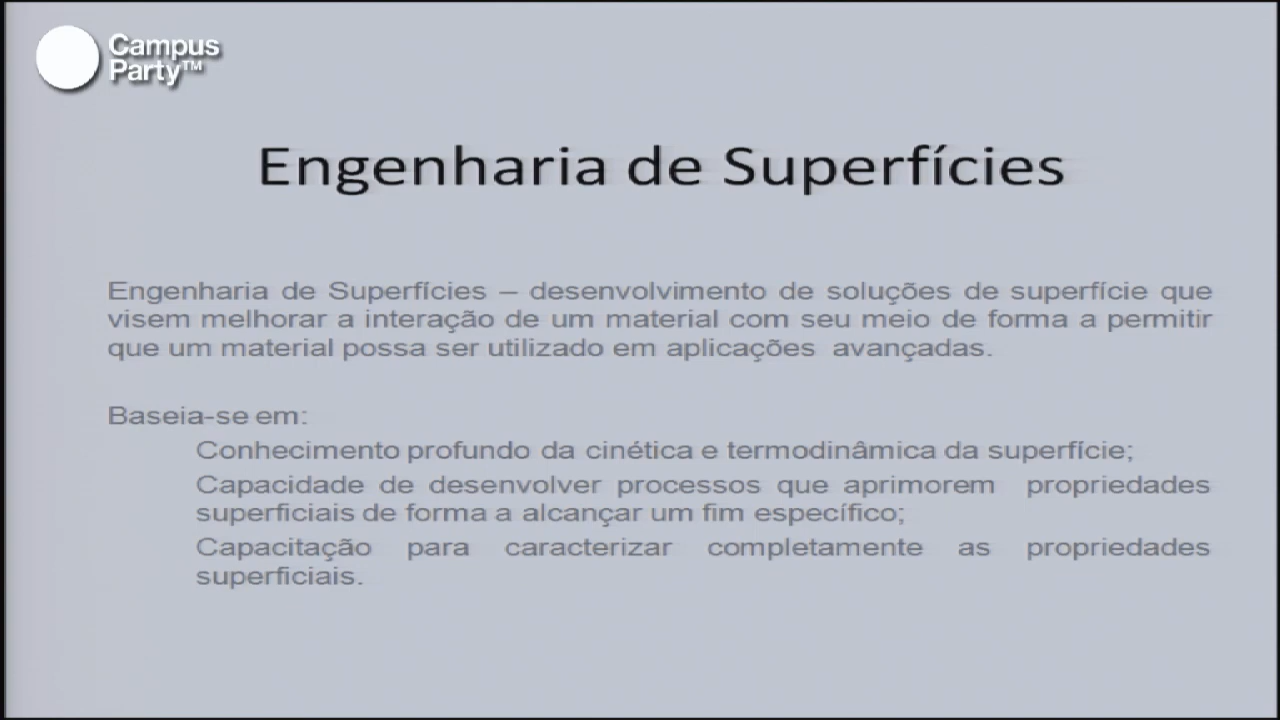 Campus
Party™
Engenharia de Superfícies
Engenharia de Superfícies – desenvolvimento de soluções de superfície que
visem melhorar a interação de um material com seu meio de forma a permitir
que um material possa ser utilizado em aplicações avançadas.
Baseia-se em:
Conhecimento profundo da cinética e termodinâmica da superfície;
Capacidade de desenvolver processos que aprimorem propriedades
superficiais de forma a alcançar um fim específico;
Capacitação para caracterizar completamente as propriedades
superficiais.